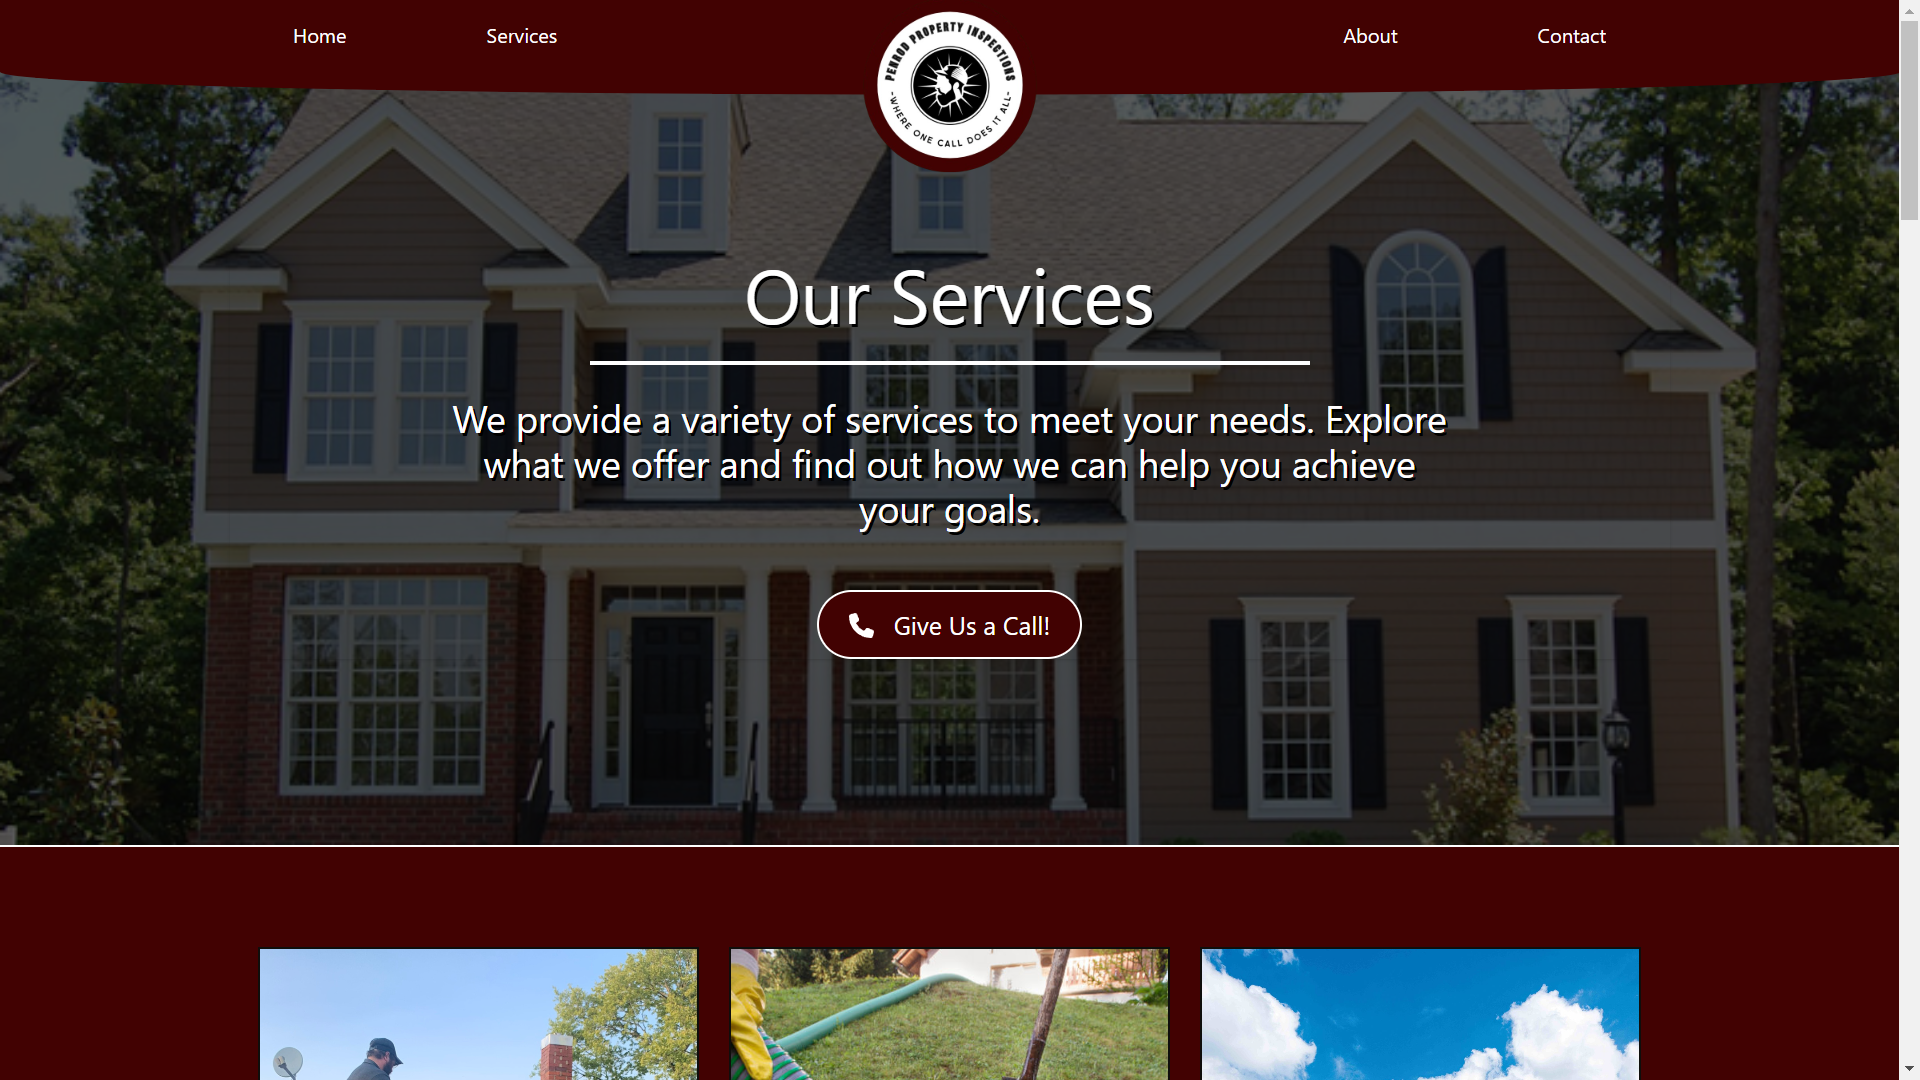 Home
Services
PENROD PROPERTY INSPECTIONS
-WHERE ONE CALL DOES IT ALL-
About
Contact
Our Services
We provide a variety of services to meet your needs. Explore
what we offer and find out how we can help you achieve
your goals.
Give Us a Call!